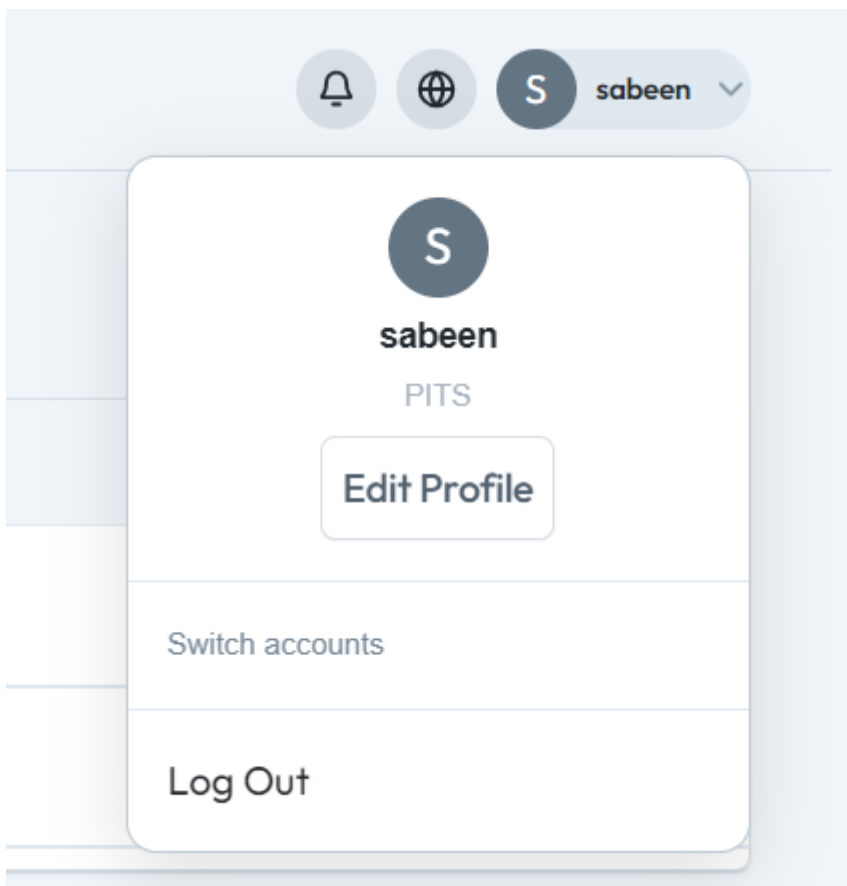 S sabeen
S
sabeen
PITS
Edit Profile
Switch accounts
Log Out